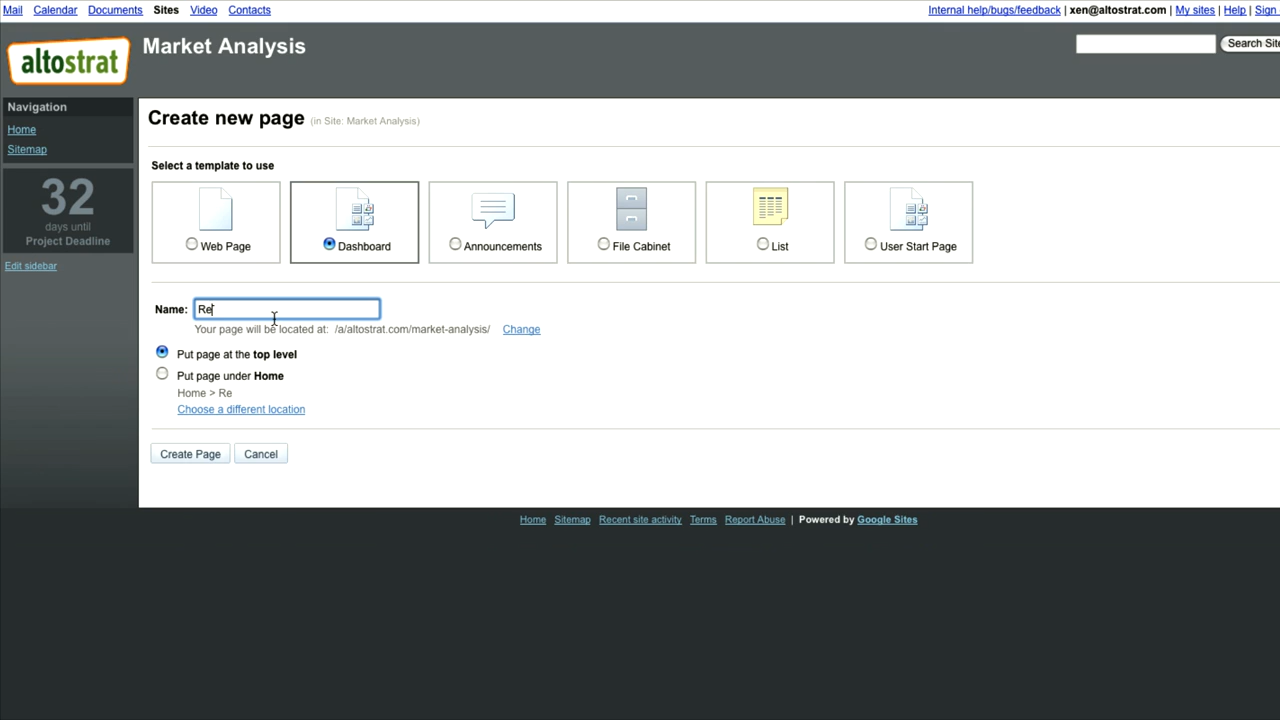 Mail Calendar Documents Sites Video Contacts Internal help/bugs/feedback | xen@altostrat.com | My sites | Help | Sign
altostrat Market Analysis Search Site
Navigation
Home
Sitemap
32
days until
Project Deadline
Edit sidebar
Create new page (in Site: Market Analysis)
Select a template to use
Web Page Dashboard Announcements File Cabinet List User Start Page
Name: Re
Your page will be located at: /a/altostrat.com/market-analysis/ Change
Put page at the top level
Put page under Home
Home > Re
Choose a different location
Create Page Cancel
Home Sitemap Recent site activity Terms Report Abuse | Powered by Google Sites